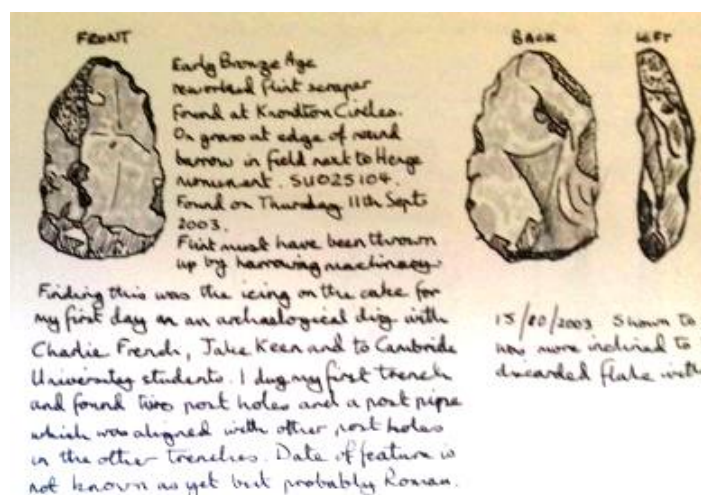 FRONT
Early Bronze Age
reworked flint scraper
found at Knowlton Circles.
On grass at edge of round
barrow in field next to Henge
monument. SU025104.
Found on Thursday 11th Sept
2003.
Flint must have been thrown
up by harrowing machinery.
Finding this was the icing on the cake for
my first day on an archaelogical dig with
Charlie French, Jake Keen and to Cambride
University students. I dug my first trench
and found two post holes and a post pipe
which was aligned with other post holes
in the other trenches. Date of feature is
not known as yet but probably Roman.
BACK
LEFT
15/10/2003 Shown to
now more inclined to
discarded flake with